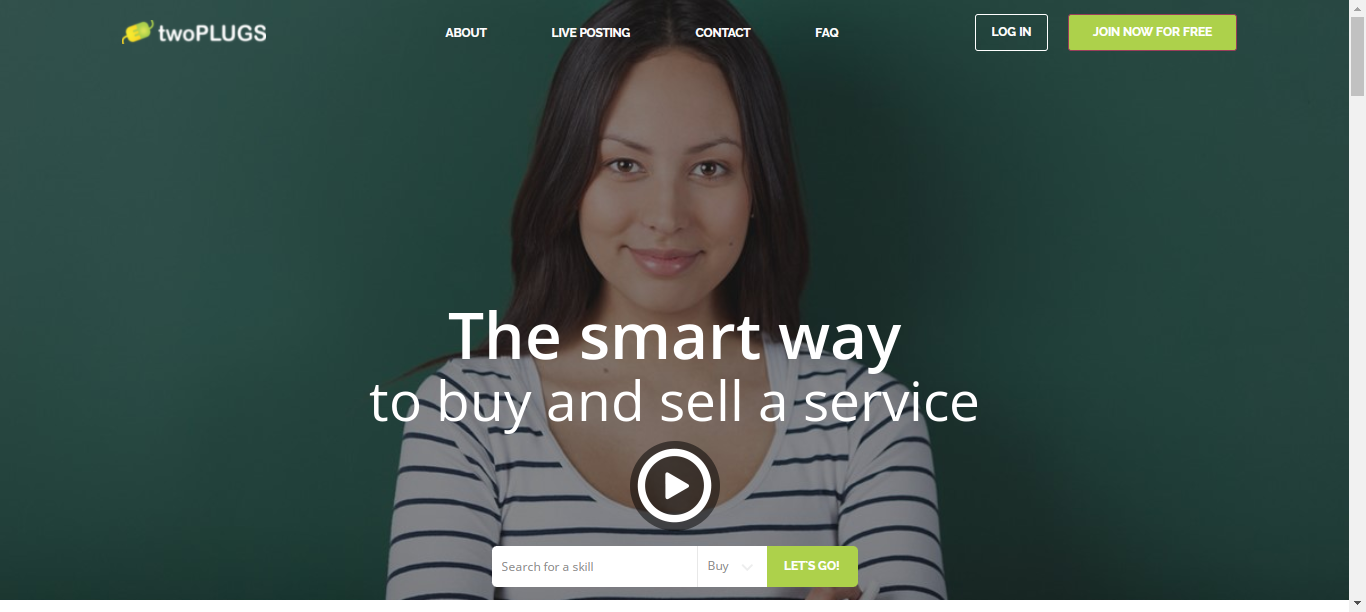 twoPLUGS
ABOUT
LIVE POSTING
CONTACT
FAQ
LOG IN
JOIN NOW FOR FREE
The smart way
to buy and sell a service
Search for a skill
Buy
LET'S GO!